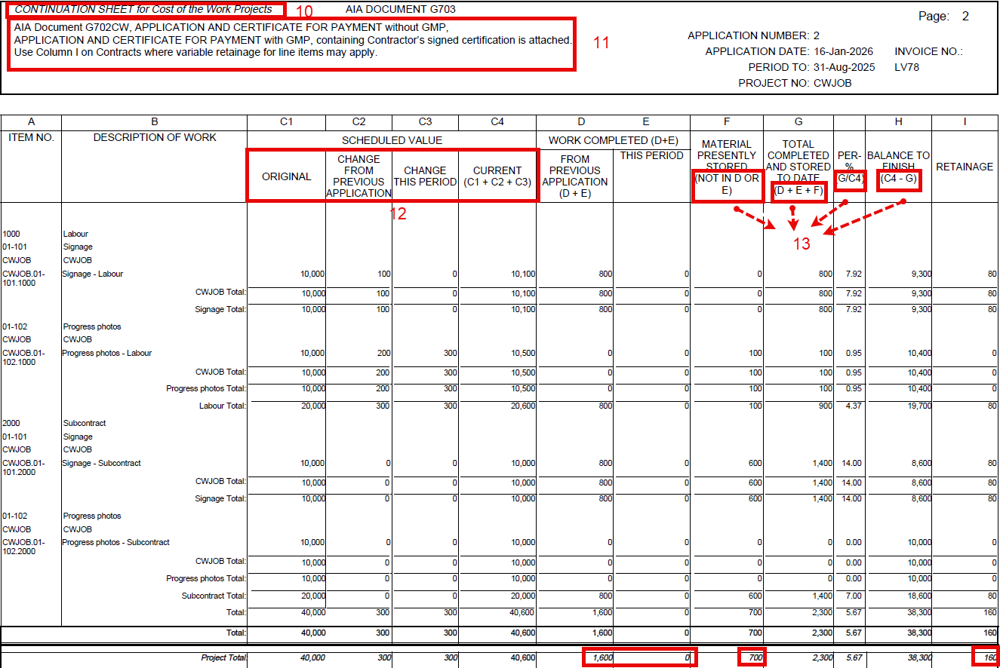 CONTINUATION SHEET for Cost of the Work Projects 10 AIA DOCUMENT G703
Page: 2
AIA Document G702CW, APPLICATION AND CERTIFICATE FOR PAYMENT without GMP,
APPLICATION AND CERTIFICATE FOR PAYMENT with GMP, containing Contractor's signed certification is attached.
Use Column I on Contracts where variable retainage for line items may apply.
11
APPLICATION NUMBER: 2
APPLICATION DATE: 16-Jan-2026 INVOICE NO.:
PERIOD TO: 31-Aug-2025 LV78
PROJECT NO: CWJOB
A B C1 C2 C3 C4 D E F G H I
ITEM NO. DESCRIPTION OF WORK SCHEDULED VALUE WORK COMPLETED (D+E)
ORIGINAL
CHANGE
FROM
PREVIOUS
APPLICATION
CHANGE
THIS PERIOD
CURRENT
(C1 + C2 + C3)
FROM
PREVIOUS
APPLICATION
(D + E)
THIS PERIOD
MATERIAL
PRESENTLY
STORED
(NOT IN D OR
E)
TOTAL
COMPLETED
AND STORED
TO DATE
(D + E + F)
PER-
%
(G/C4)
BALANCE TO
FINISH
(C4 - G)
RETAINAGE
12
13
1000 Labour
01-101 Signage
CWJOB CWJOB
CWJOB.01- Signage - Labour 10,000 100 0 10,100 800 0 0 800 7.92 9,300 80
101.1000
CWJOB Total: 10,000 100 0 10,100 800 0 0 800 7.92 9,300 80
Signage Total: 10,000 100 0 10,100 800 0 0 800 7.92 9,300 80
01-102 Progress photos
CWJOB CWJOB
CWJOB.01- Progress photos - Labour 10,000 200 300 10,500 0 0 100 100 0.95 10,400 0
102.1000
CWJOB Total: 10,000 200 300 10,500 0 0 100 100 0.95 10,400 0
Progress photos Total: 10,000 200 300 10,500 0 0 100 100 0.95 10,400 0
Labour Total: 20,000 300 300 20,600 800 0 100 900 4.37 19,700 80
2000 Subcontract
01-101 Signage
CWJOB CWJOB
CWJOB.01- Signage - Subcontract 10,000 0 0 10,000 800 0 600 1,400 14.00 8,600 80
101.2000
CWJOB Total: 10,000 0 0 10,000 800 0 600 1,400 14.00 8,600 80
Signage Total: 10,000 0 0 10,000 800 0 600 1,400 14.00 8,600 80
01-102 Progress photos
CWJOB CWJOB
CWJOB.01- Progress photos - Subcontract 10,000 0 0 10,000 0 0 0 0 0.00 10,000 0
102.2000
CWJOB Total: 10,000 0 0 10,000 0 0 0 0 0.00 10,000 0
Progress photos Total: 10,000 0 0 10,000 0 0 0 0 0.00 10,000 0
Subcontract Total: 20,000 0 0 20,000 800 0 600 1,400 7.00 18,600 80
Total: 40,000 300 300 40,600 1,600 0 700 2,300 5.67 38,300 160
Total: 40,000 300 300 40,600 1,600 0 700 2,300 5.67 38,300 160
Project Total 40,000 300 300 40,600 1,600 0 700 2,300 5.67 38,300 160